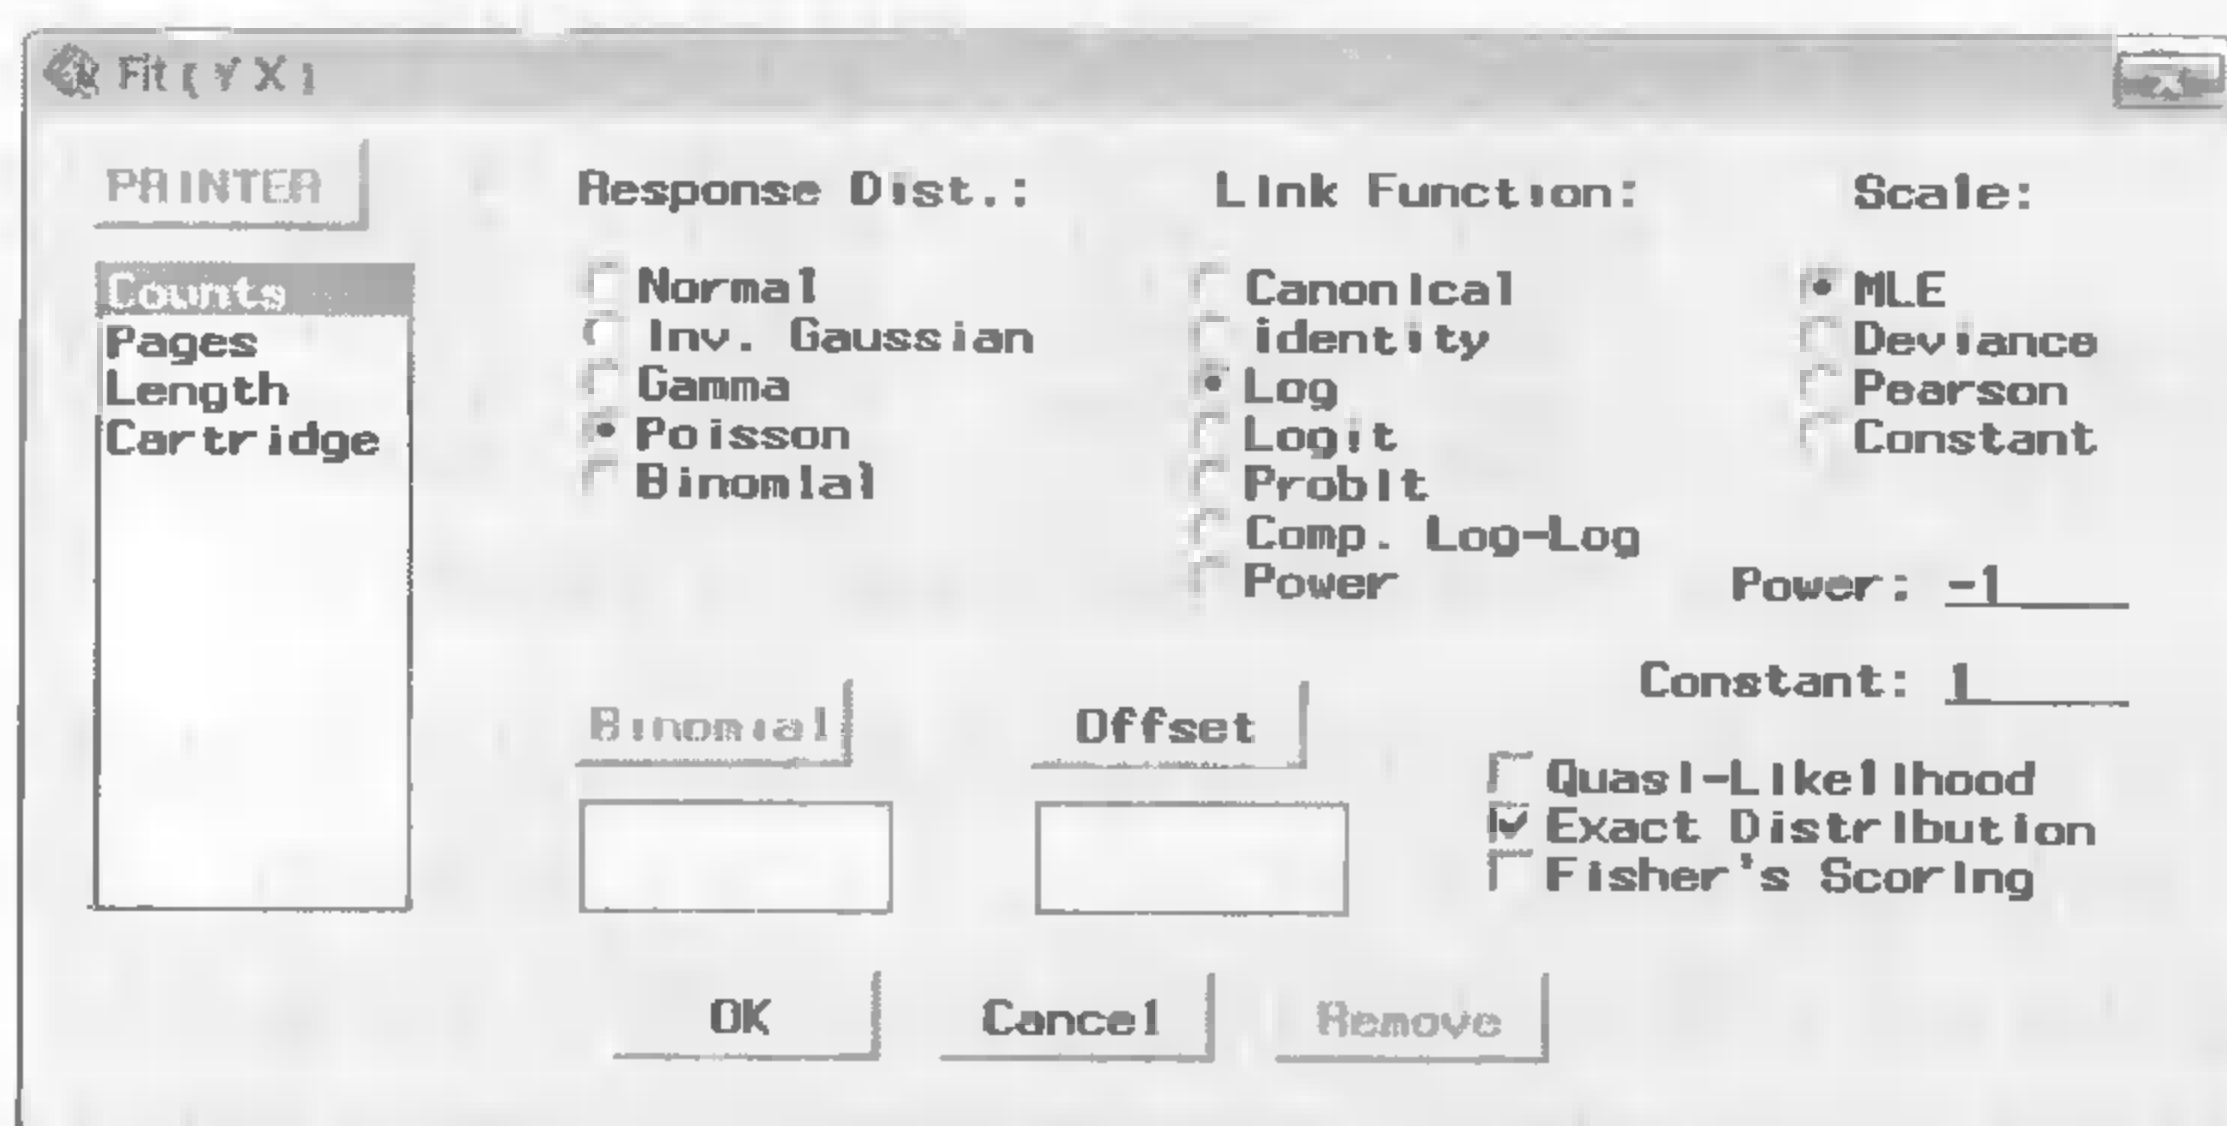 Fit ( Y X )
PRINTER
Counts
Pages
Length
Cartridge
Response Dist.:
Normal
Inv. Gaussian
Gamma
Poisson
Binomial
Link Function:
Canonical
identity
Log
Logit
Probit
Comp. Log-Log
Power
Scale:
MLE
Deviance
Pearson
Constant
Power: -1
Constant: 1
Binomial
Offset
Quasi-Likelihood
Exact Distribution
Fisher's Scoring
OK
Cancel
Remove